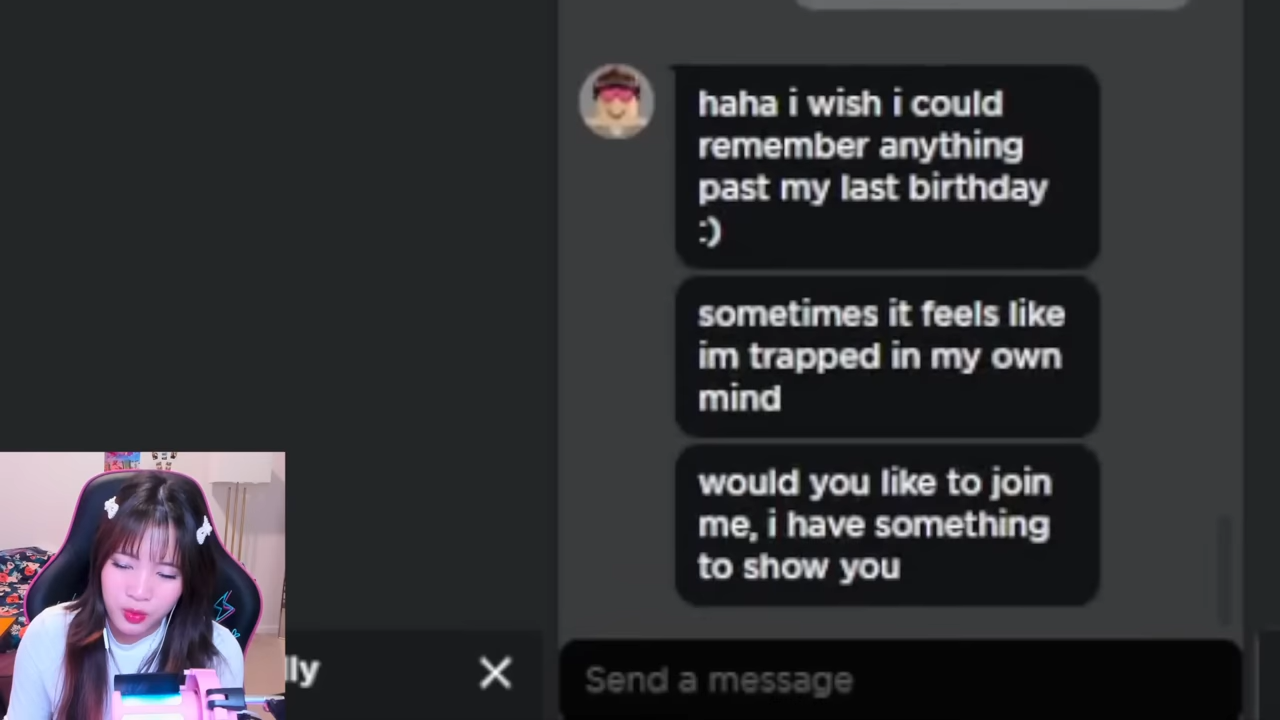 haha i wish i could
remember anything
past my last birthday
:)
sometimes it feels like
im trapped in my own
mind
would you like to join
me, i have something
to show you
lly
Send a message